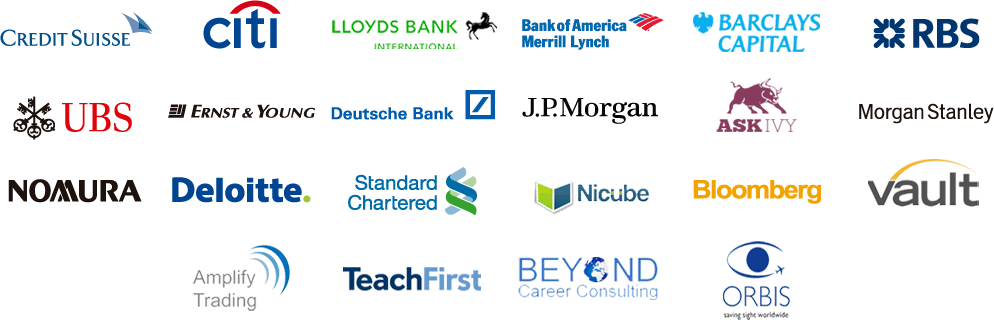 CREDIT SUISSE
citi
LLOYDS BANK
INTERNATIONAL
Bank of America
Merrill Lynch
BARCLAYS
CAPITAL
RBS
UBS
ERNST & YOUNG
Deutsche Bank
J.P.Morgan
ASKIVY
Morgan Stanley
NOMURA
Deloitte.
Standard
Chartered
Nicube
Bloomberg
vault
Amplify
Trading
TeachFirst
BEYOND
Career Consulting
ORBIS
saving sight worldwide